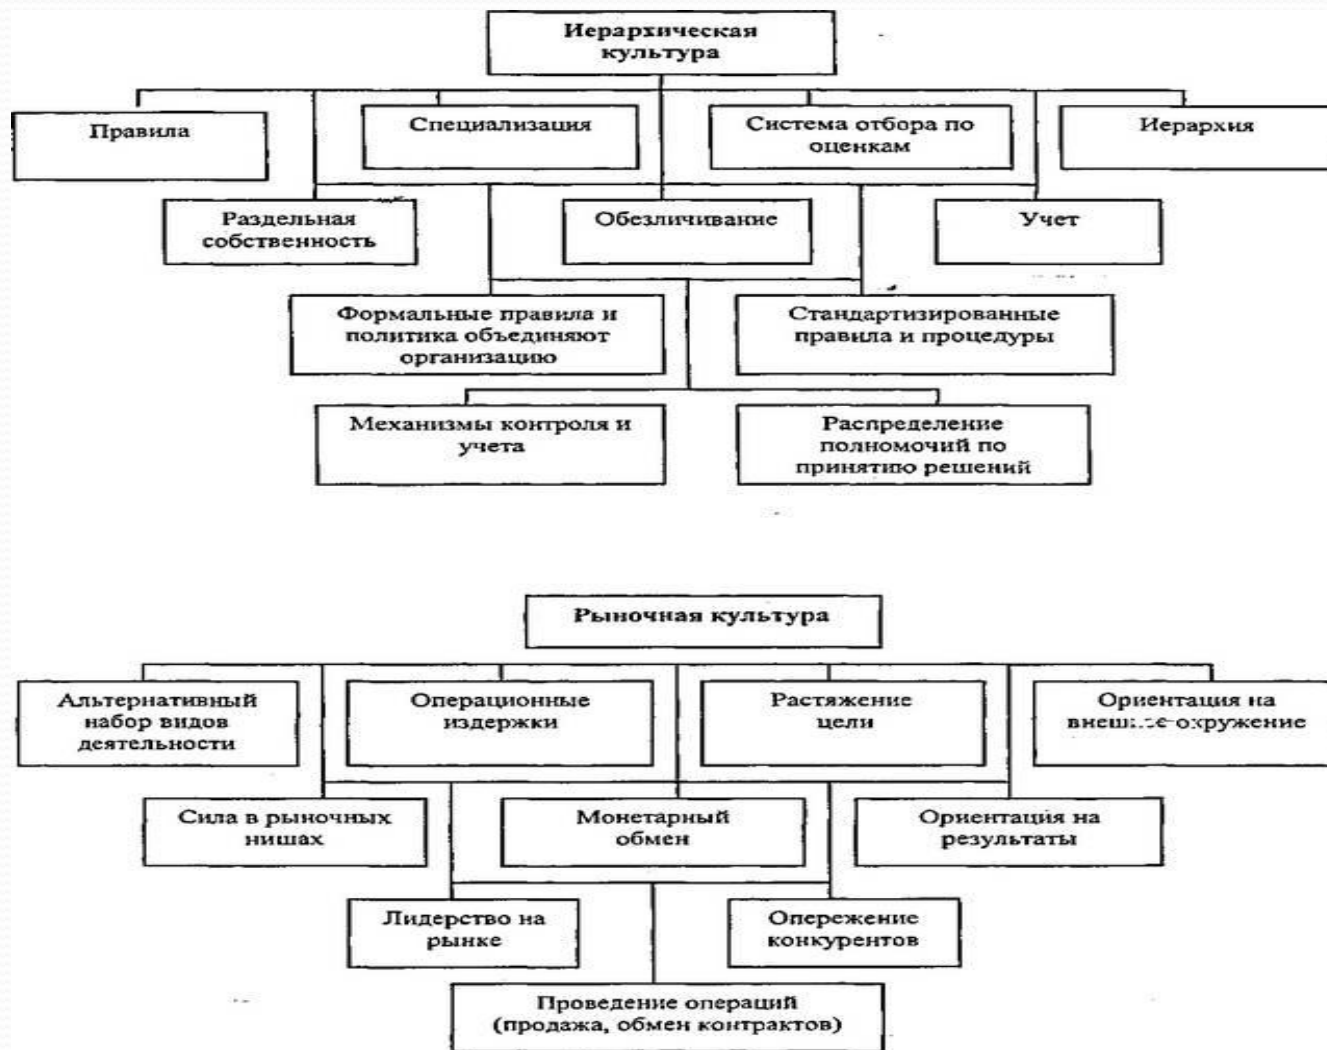 Иерархическая
культура
Правила
Специализация
Система отбора по
оценкам
Иерархия
Раздельная
собственность
Обезличивание
Учет
Формальные правила и
политика объединяют
организацию
Стандартизированные
правила и процедуры
Механизмы контроля и
учета
Распределение
полномочий по
принятию решений
Рыночная культура
Альтернативный
набор видов
деятельности
Операционные
издержки
Растяжение
цели
Ориентация на
окружение
Сила в рыночных
нишах
Монетарный
обмен
Ориентация на
результаты
Лидерство на
рынке
Опережение
конкурентов
Проведение операций
(продажа, обмен контрактов)